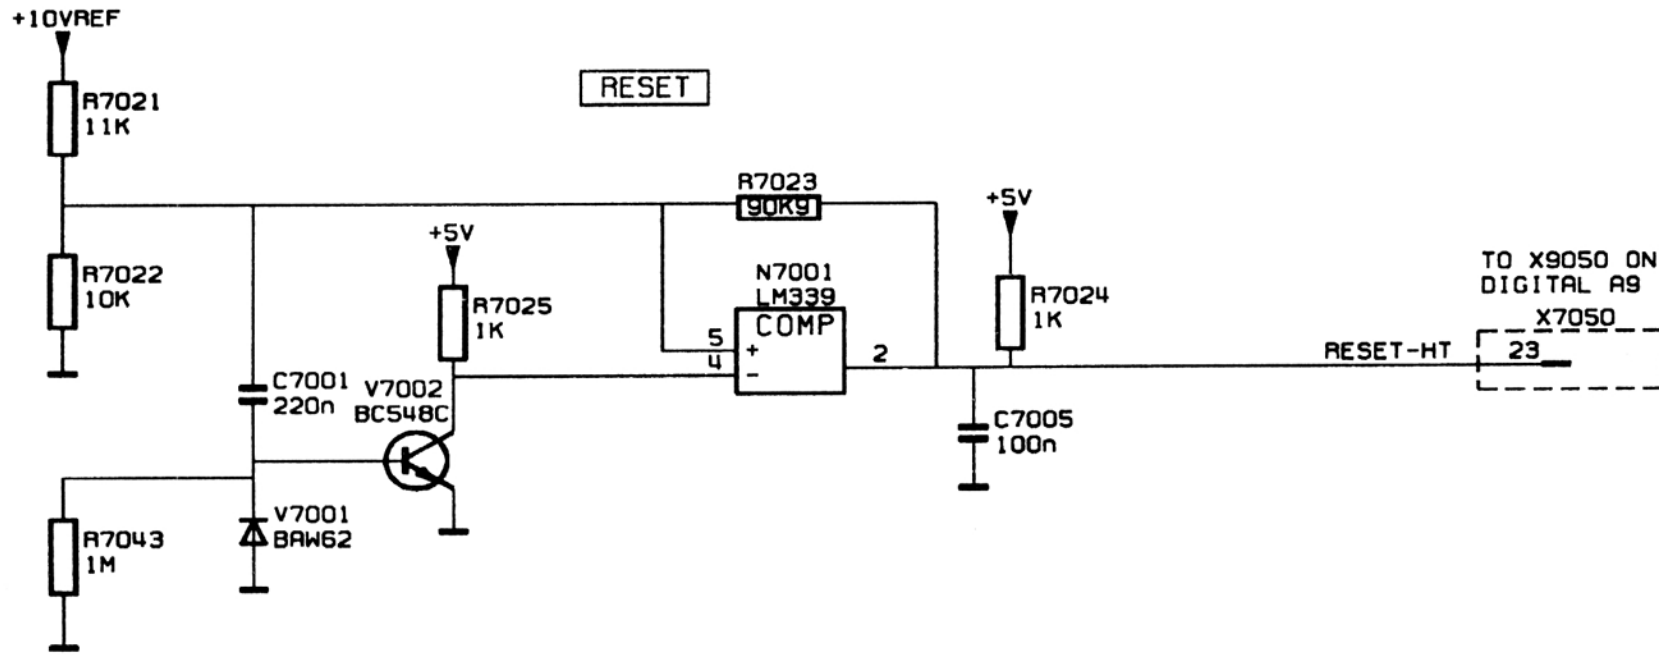 +10VREF
R7021
11K
RESET
R7023
90K9
+5V
+5V
R7022
10K
R7025
1K
N7001
LM339
COMP
5
+
4
-
2
R7024
1K
TO X9050 ON
DIGITAL A9
X7050
RESET-HT
23
C7001
220n
V7002
BC548C
C7005
100n
R7043
1M
V7001
BAW62